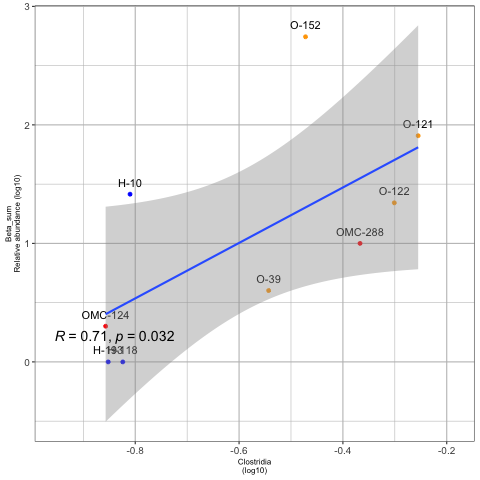 3
O-152
2
O-121
H-10
O-122
OMC-288
1
O-39
OMC-124
R = 0.71, p = 0.032
H-118
0
-0.8
-0.6
-0.4
-0.2
Clostridia
(log10)
Beta_sum
Relative abundance (log10)